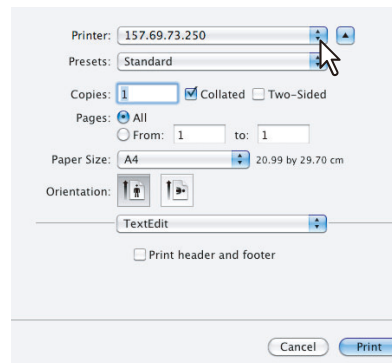 Printer: 157.69.73.250
Presets: Standard
Copies: 1 Collated Two-Sided
Pages: All
From: 1 to: 1
Paper Size: A4 20.99 by 29.70 cm
Orientation:
TextEdit
Print header and footer
Cancel Print